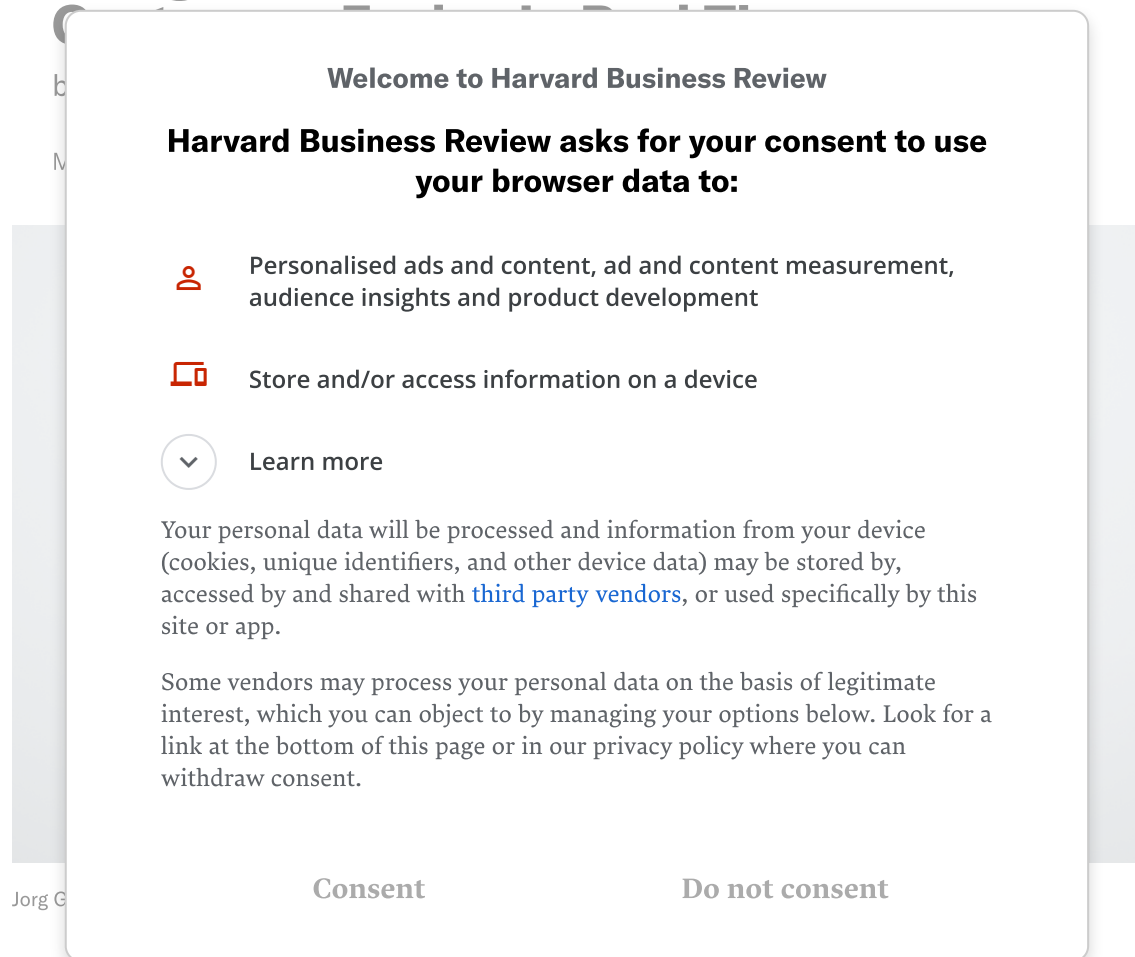 Welcome to Harvard Business Review
Harvard Business Review asks for your consent to use
your browser data to:
Personalised ads and content, ad and content measurement,
audience insights and product development
Store and/or access information on a device
Learn more
Your personal data will be processed and information from your device
(cookies, unique identifiers, and other device data) may be stored by,
accessed by and shared with third party vendors, or used specifically by this
site or app.
Some vendors may process your personal data on the basis of legitimate
interest, which you can object to by managing your options below. Look for a
link at the bottom of this page or in our privacy policy where you can
withdraw consent.
Consent Do not consent
Jorg